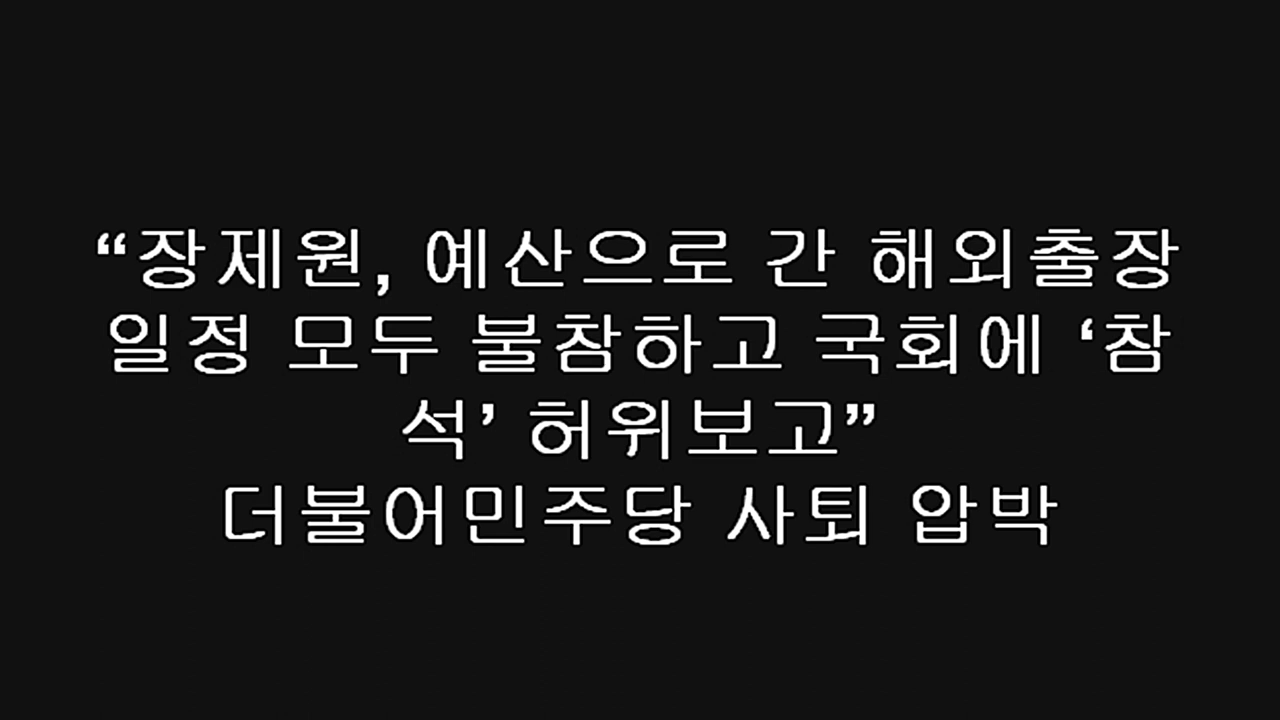 “장제원, 예산으로 간 해외출장
일정 모두 불참하고 국회에 ‘참
석’ 허위보고”
더불어민주당 사퇴 압박